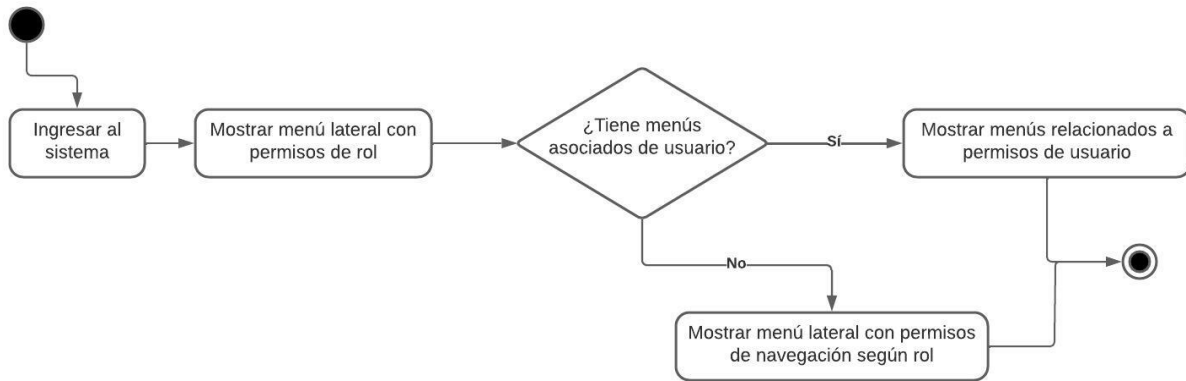 Ingresar al
sistema
Mostrar menú lateral con
permisos de rol
¿Tiene menús
asociados de usuario?
Sí
Mostrar menús relacionados a
permisos de usuario
No
Mostrar menú lateral con permisos
de navegación según rol